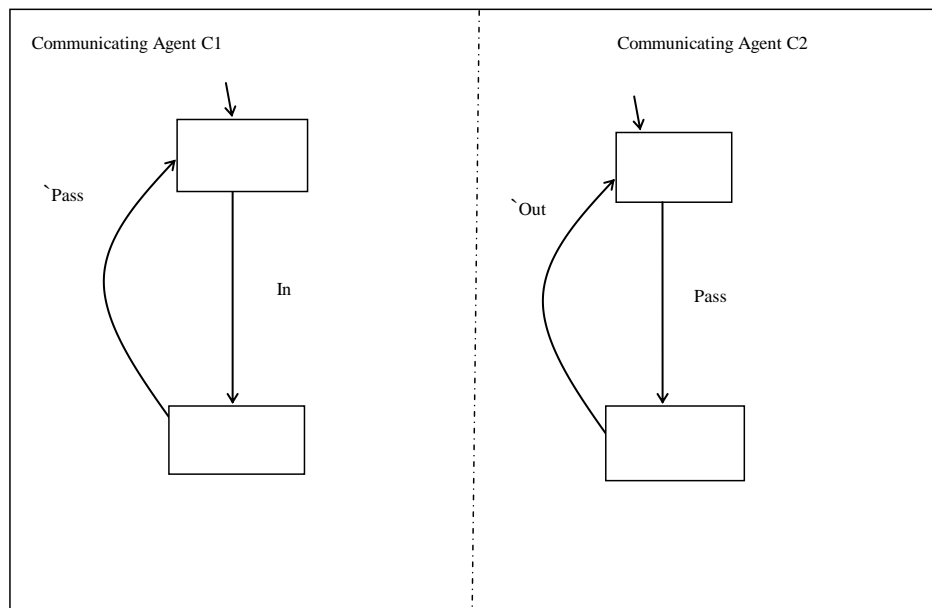 Communicating Agent C1
Communicating Agent C2
`Pass
In
`Out
Pass